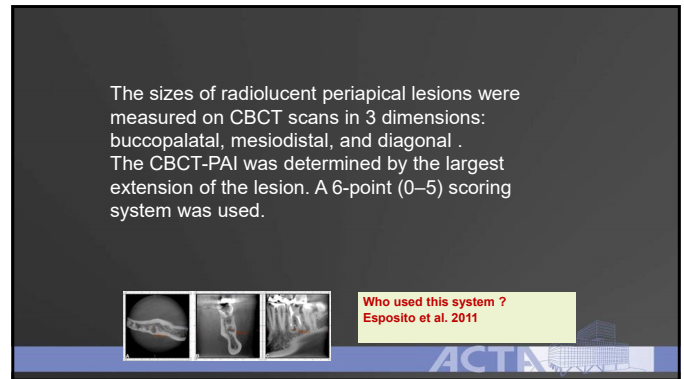 The sizes of radiolucent periapical lesions were
measured on CBCT scans in 3 dimensions:
buccopalatal, mesiodistal, and diagonal .
The CBCT-PAI was determined by the largest
extension of the lesion. A 6-point (0–5) scoring
system was used.
Who used this system ?
Esposito et al. 2011
A
B
C
ACTA